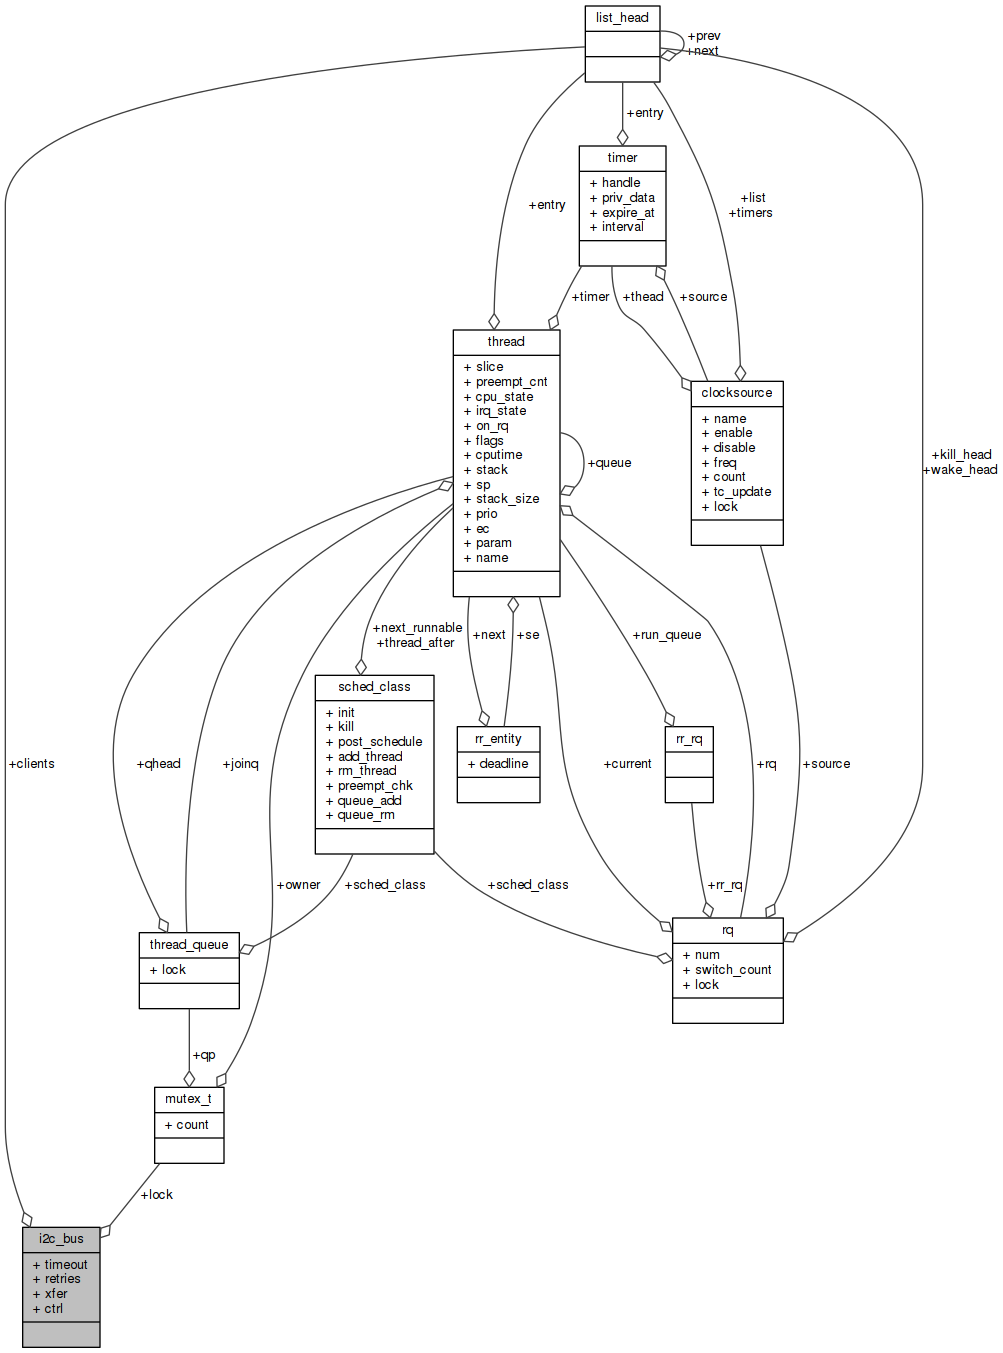 list_head
+prev
+next
+entry
timer
+ handle
+ priv_data
+ expire_at
+ interval
+entry
+list
+timers
+timer
+thead
+source
thread
+ slice
+ preempt_cnt
+ cpu_state
+ irq_state
+ on_rq
+ flags
+ cputime
+ stack
+ sp
+ stack_size
+ prio
+ ec
+ param
+ name
+queue
clocksource
+ name
+ enable
+ disable
+ freq
+ count
+ tc_update
+ lock
+kill_head
+wake_head
+next_runnable
+thread_after
+next
+se
+run_queue
sched_class
+ init
+ kill
+ post_schedule
+ add_thread
+ rm_thread
+ preempt_chk
+ queue_add
+ queue_rm
rr_entity
+ deadline
rr_rq
+clients
+qhead
+joinq
+current
+rq
+source
+owner
+sched_class
+sched_class
+rr_rq
thread_queue
+ lock
rq
+ num
+ switch_count
+ lock
+qp
mutex_t
+ count
+lock
i2c_bus
+ timeout
+ retries
+ xfer
+ ctrl